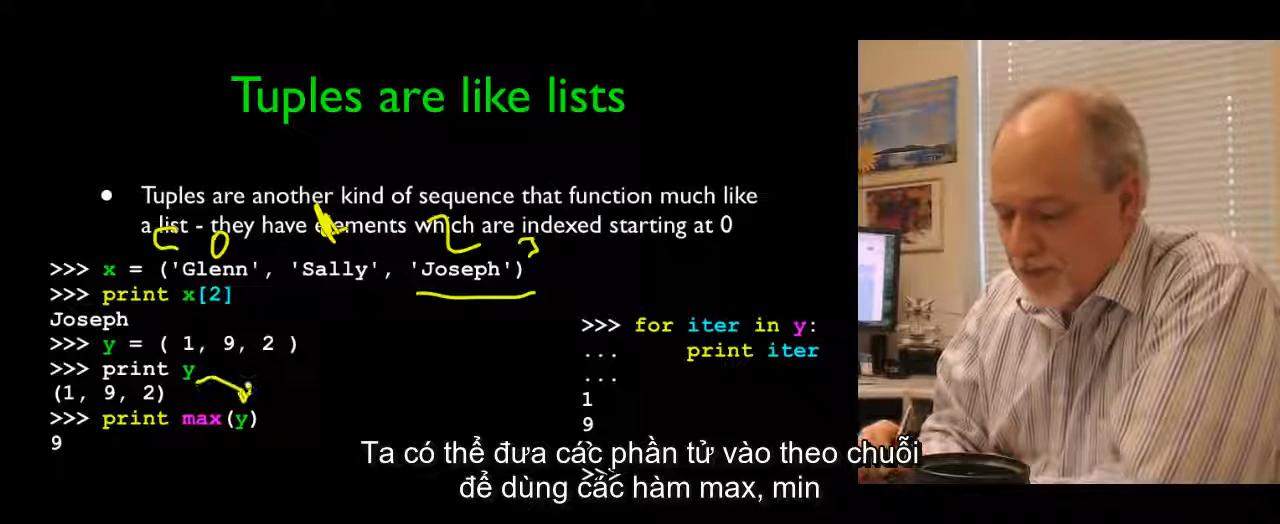 Tuples are like lists
● Tuples are another kind of sequence that function much like
a list - they have elements which are indexed starting at 0
0
>>> x = ('Glenn', 'Sally', 'Joseph')
>>> print x[2]
Joseph
>>> y = ( 1, 9, 2 )
>>> print y
(1, 9, 2)
>>> print max(y)
9
>>> for iter in y:
... print iter
...
1
9
>>>
Ta có thể đưa các phần tử vào theo chuỗi
để dùng các hàm max, min